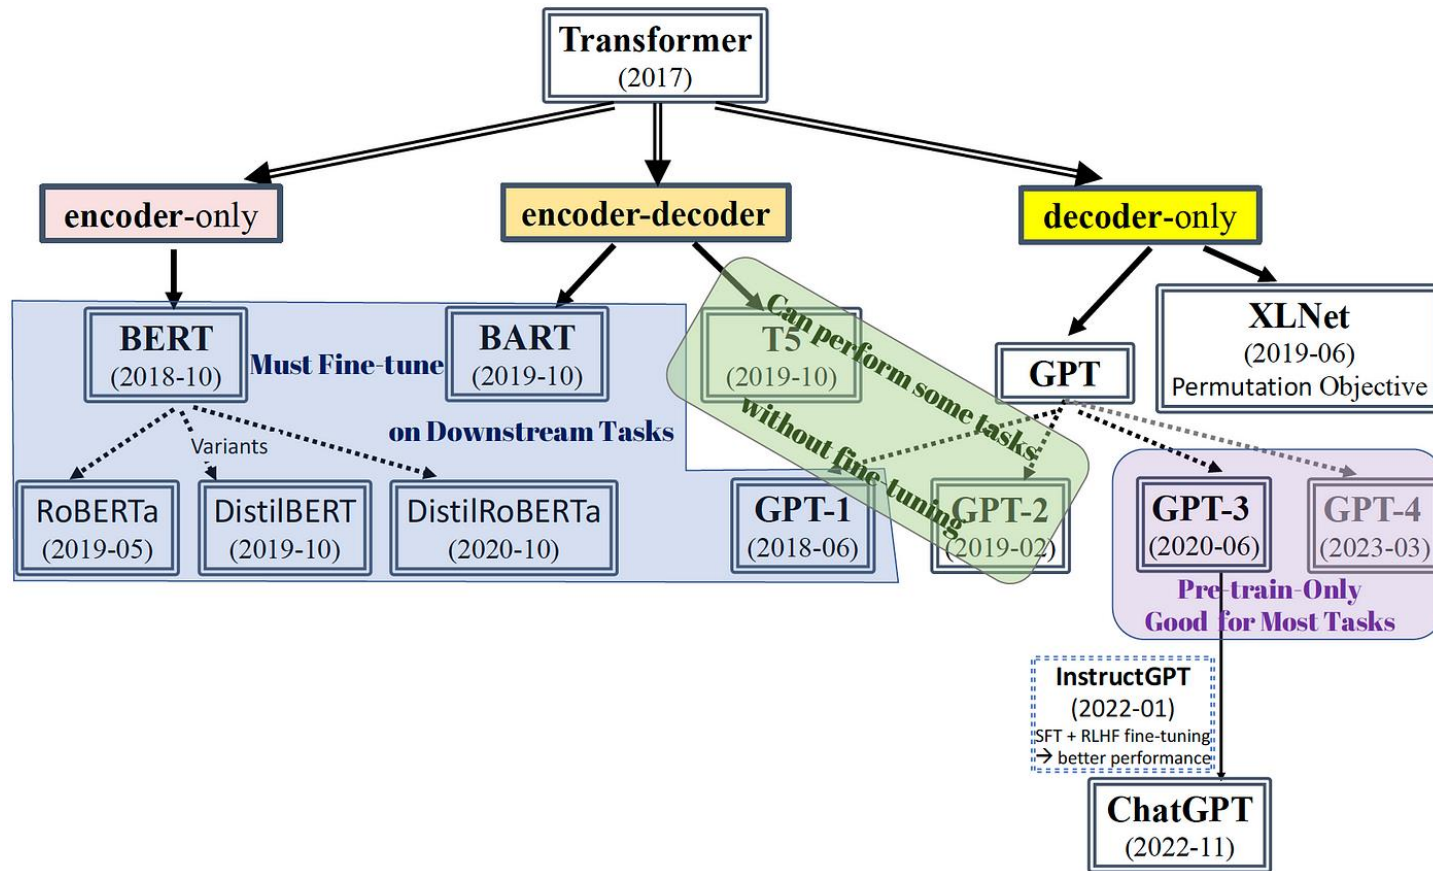 Transformer
(2017)
encoder-only
encoder-decoder
decoder-only
BERT
(2018-10)
Must Fine-tune
on Downstream Tasks
BART
(2019-10)
T5
(2019-10)
Can perform some tasks
without fine-tuning
GPT
XLNet
(2019-06)
Permutation Objective
Variants
RoBERTa
(2019-05)
DistilBERT
(2019-10)
DistilRoBERTa
(2020-10)
GPT-1
(2018-06)
GPT-2
(2019-02)
GPT-3
(2020-06)
GPT-4
(2023-03)
Pre-train-Only
Good for Most Tasks
InstructGPT
(2022-01)
SFT + RLHF fine-tuning
→ better performance
ChatGPT
(2022-11)